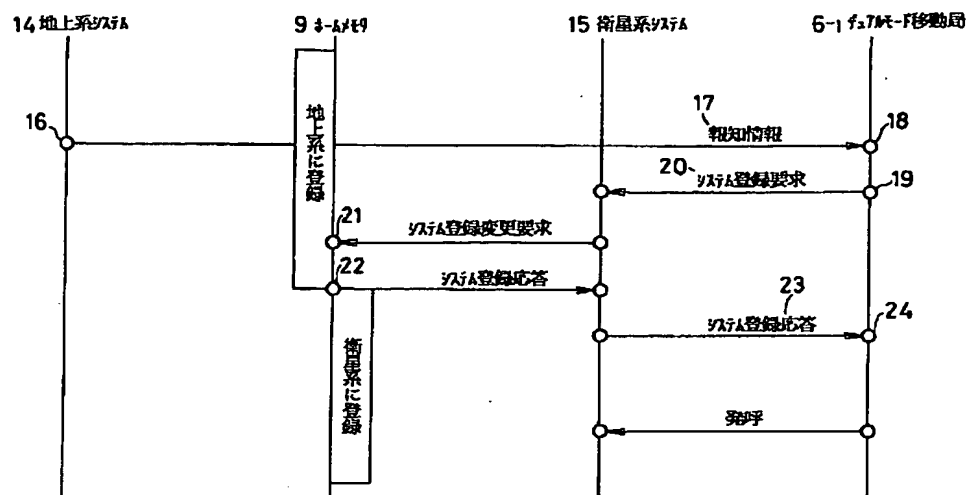 14 地上系システム
9 ホームメモリ
15 衛星系システム
6-1 デュアルモード移動局
16
地上系に登録
17
報知情報
18
20 システム登録要求
19
21
システム登録変更要求
22
システム登録応答
23
システム登録応答
24
衛星系に登録
発呼